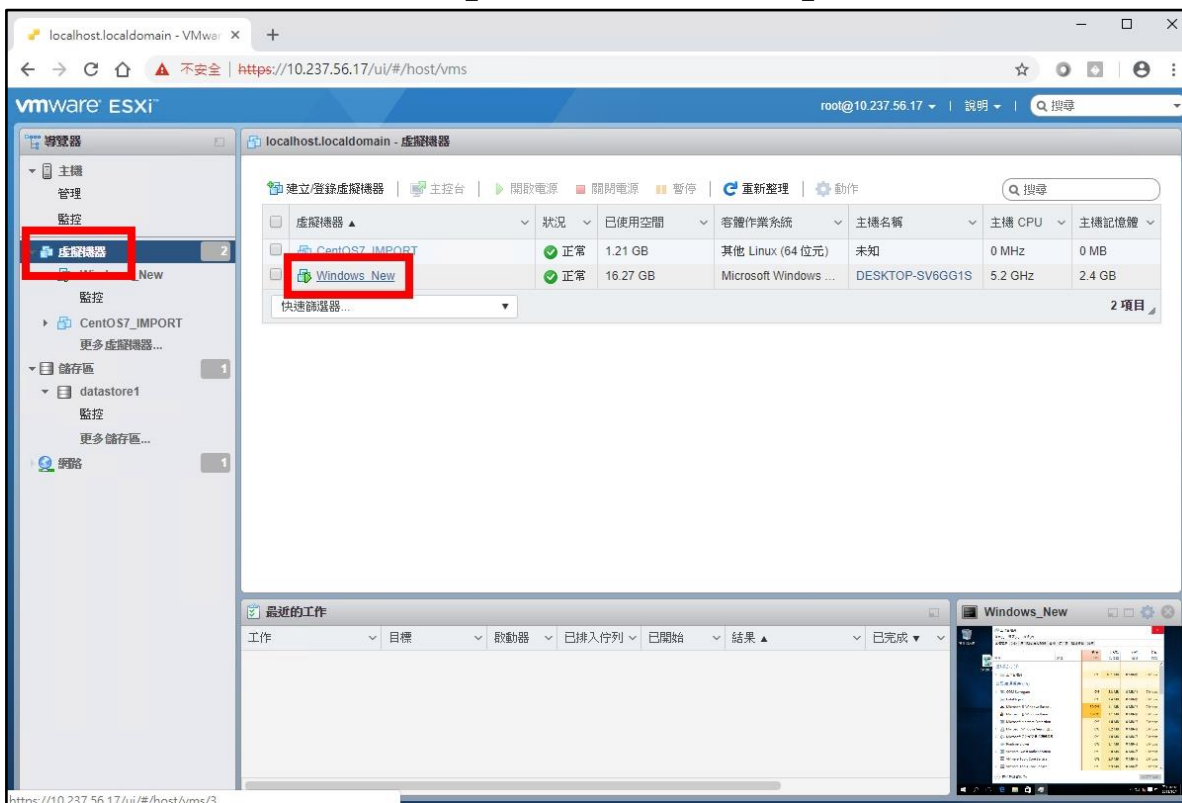 localhost.localdomain - VMwar
不安全 | https://10.237.56.17/ui/#/host/vms
vmware ESXi™
root@10.237.56.17 | 說明 | 搜尋
導覽器
localhost.localdomain - 虛擬機器
主機
管理
監控
虛擬機器 2
Windows_New
監控
CentOS7_IMPORT
更多虛擬機器...
儲存區 1
datastore1
監控
更多儲存區...
網路 1
建立/登錄虛擬機器 | 主控台 | 開啟電源 關閉電源 暫停 | 重新整理 | 動作 搜尋
虛擬機器 狀況 已使用空間 客體作業系統 主機名稱 主機 CPU 主機記憶體
CentOS7_IMPORT 正常 1.21 GB 其他 Linux (64 位元) 未知 0 MHz 0 MB
Windows_New 正常 16.27 GB Microsoft Windows ... DESKTOP-SV6GG1S 5.2 GHz 2.4 GB
快速篩選器... 2 項目
最近的工作
工作 目標 啟動器 已排入佇列 已開始 結果 已完成
Windows_New
https://10.237.56.17/ui/#/host/vms/3